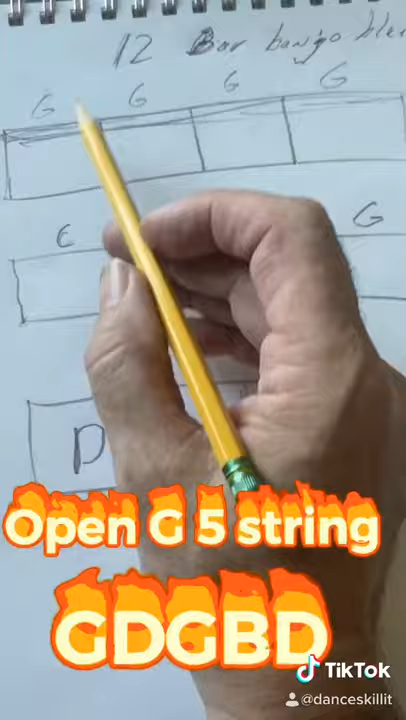 12 Bar banjo
G G G G
C G
D
Open G 5 string
GDGBD
TikTok
@danceskillit